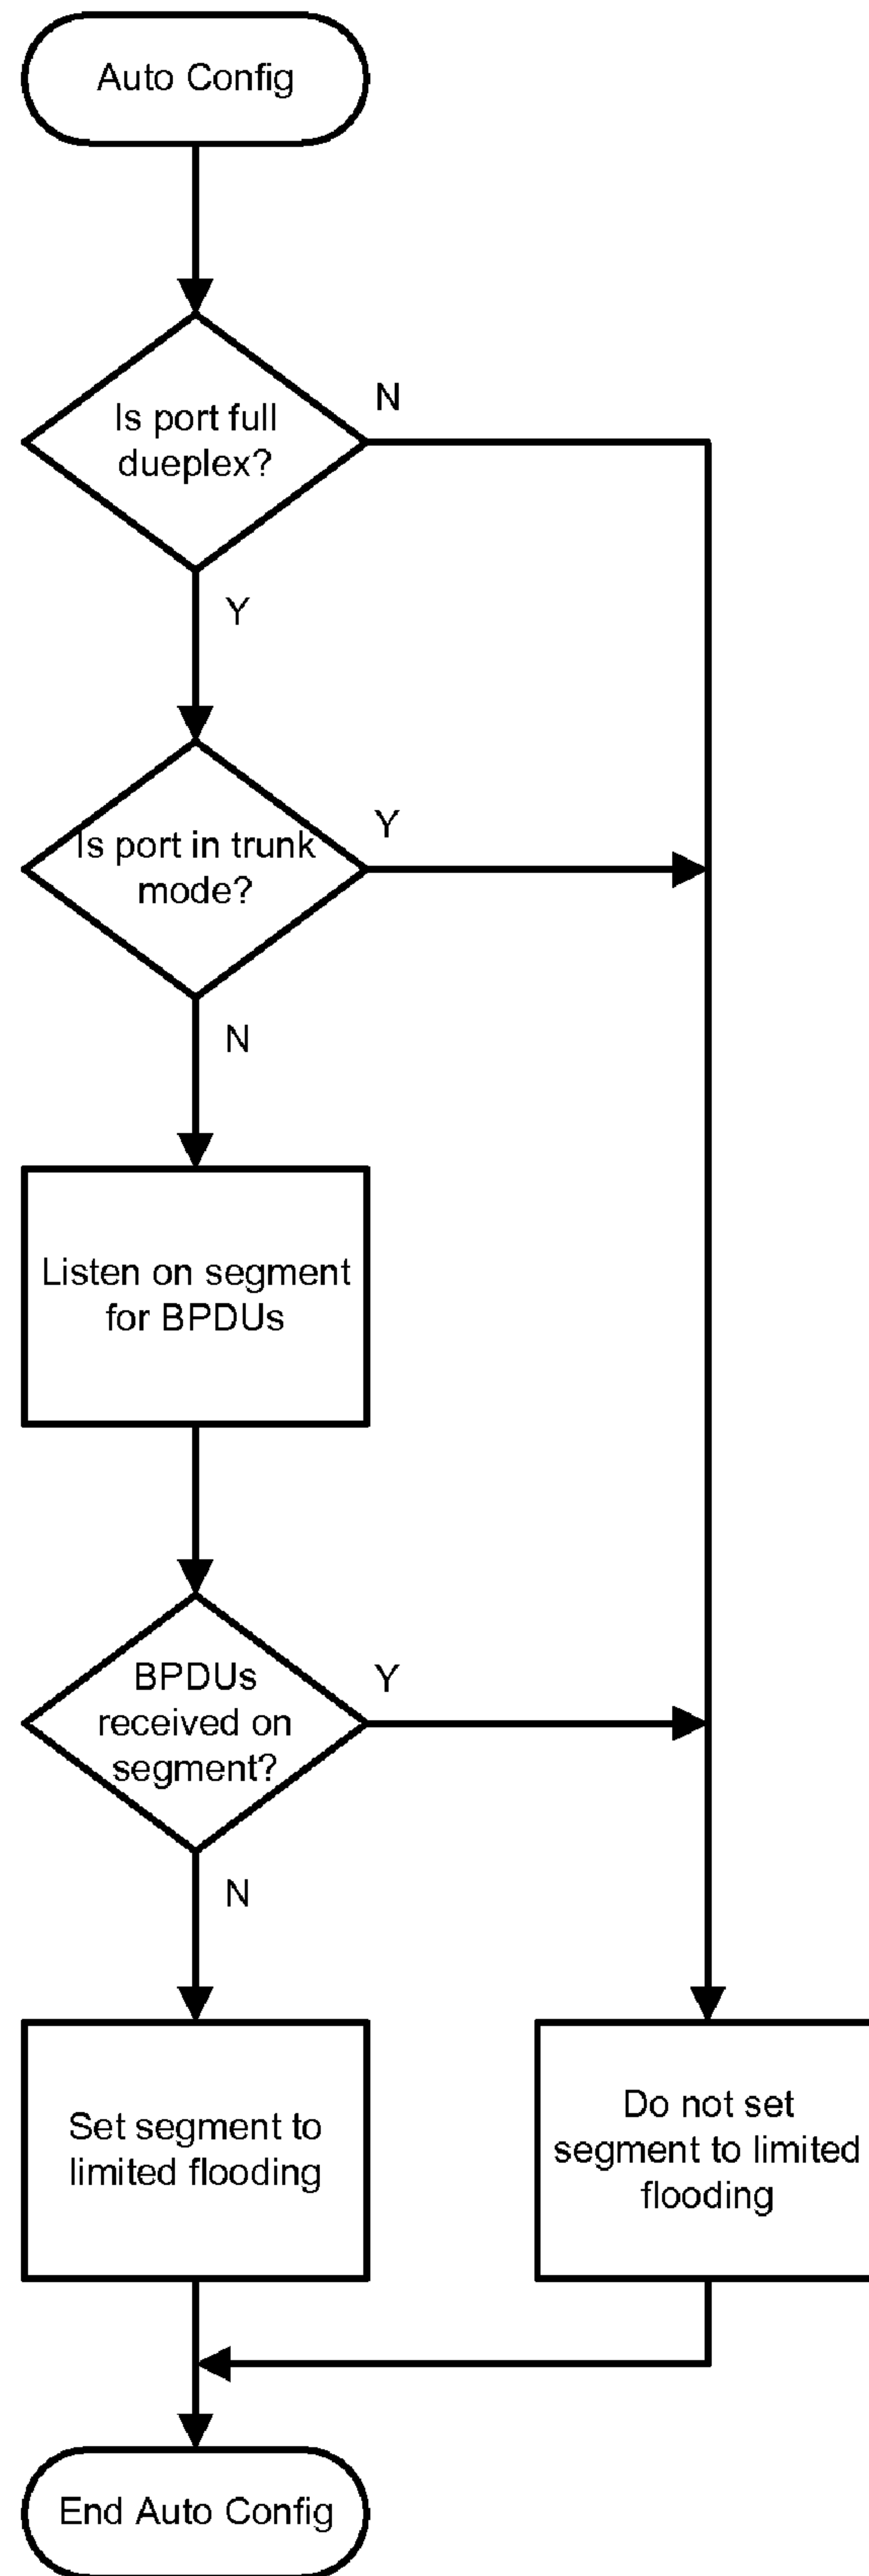 Auto Config
Is port full
dueplex?
N
Y
Is port in trunk
mode?
Y
N
Listen on segment
for BPDUs
BPDUs
received on
segment?
Y
N
Set segment to
limited flooding
Do not set
segment to limited
flooding
End Auto Config